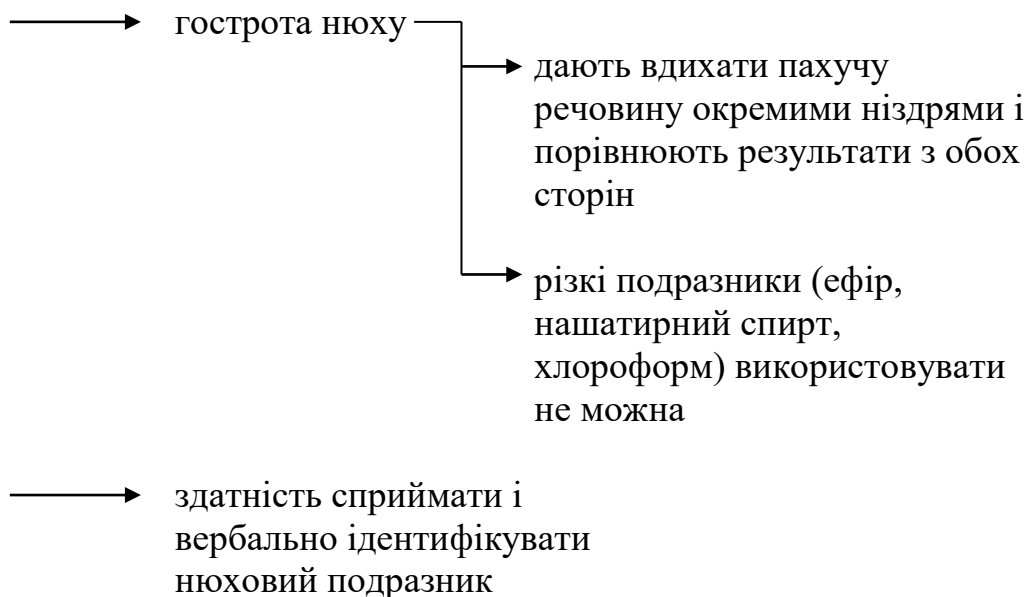 гострота нюху
дають вдихати пахучу
речовину окремими ніздрями і
порівнюють результати з обох
сторін
різкі подразники (ефір,
нашатирний спирт,
хлороформ) використовувати
не можна
здатність сприймати і
вербально ідентифікувати
нюховий подразник